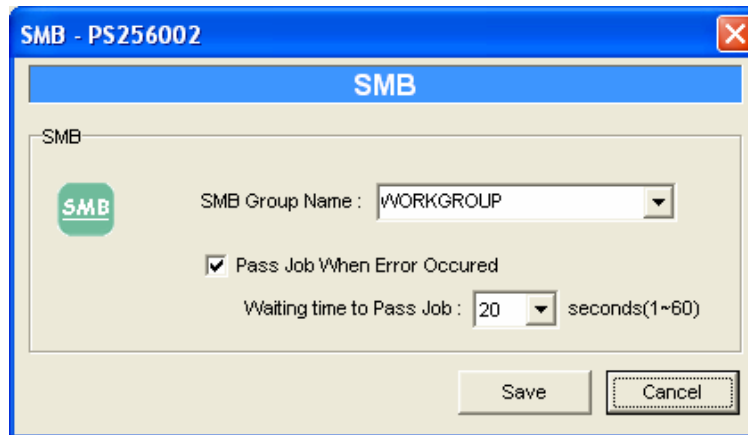 SMB - PS256002
SMB
SMB
SMB
SMB Group Name : WORKGROUP
Pass Job When Error Occured
Waiting time to Pass Job : 20 seconds(1~60)
Save Cancel